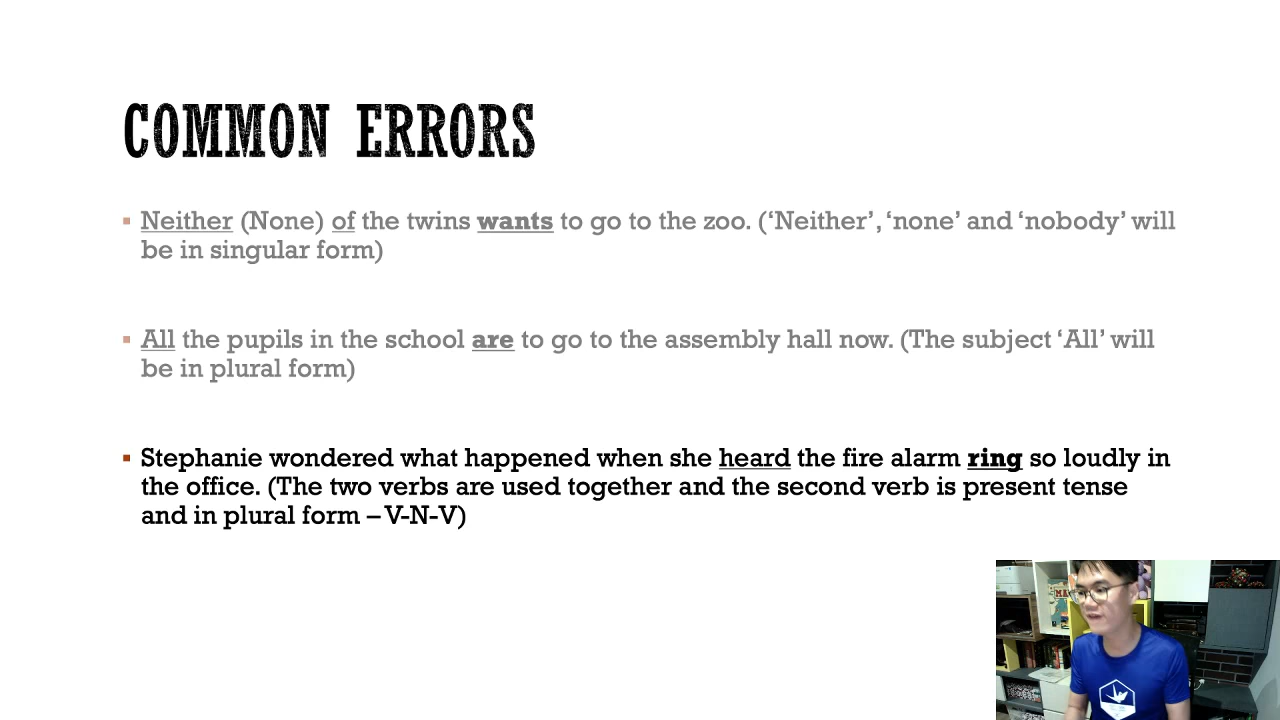 COMMON ERRORS
▪ Neither (None) of the twins wants to go to the zoo. (‘Neither’, ‘none’ and ‘nobody’ will
be in singular form)
▪ All the pupils in the school are to go to the assembly hall now. (The subject ‘All’ will
be in plural form)
▪ Stephanie wondered what happened when she heard the fire alarm ring so loudly in
the office. (The two verbs are used together and the second verb is present tense
and in plural form – V-N-V)